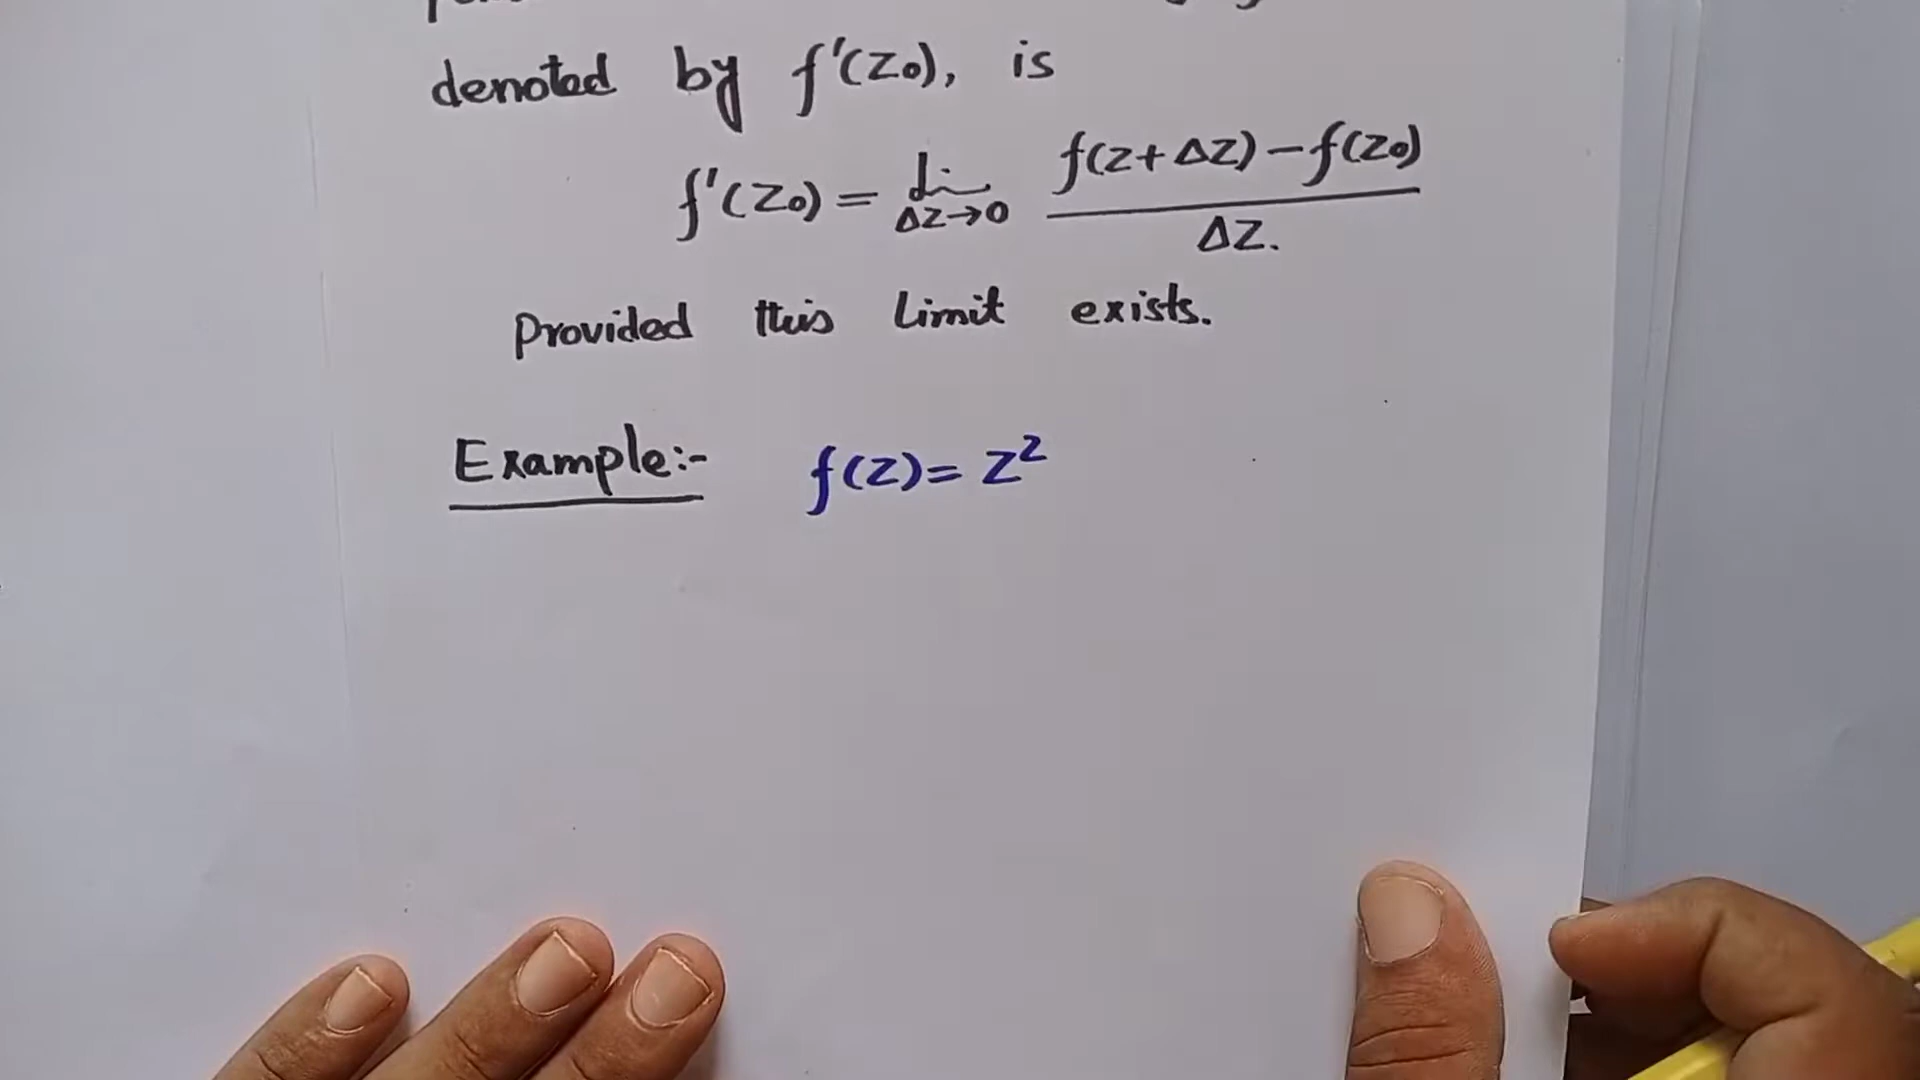 denoted by f'(Z₀), is
f'(Z₀) = lim ΔZ→0 f(Z+ΔZ)-f(Z₀) / ΔZ.
Provided this Limit exists.
Example:- f(Z)= Z²